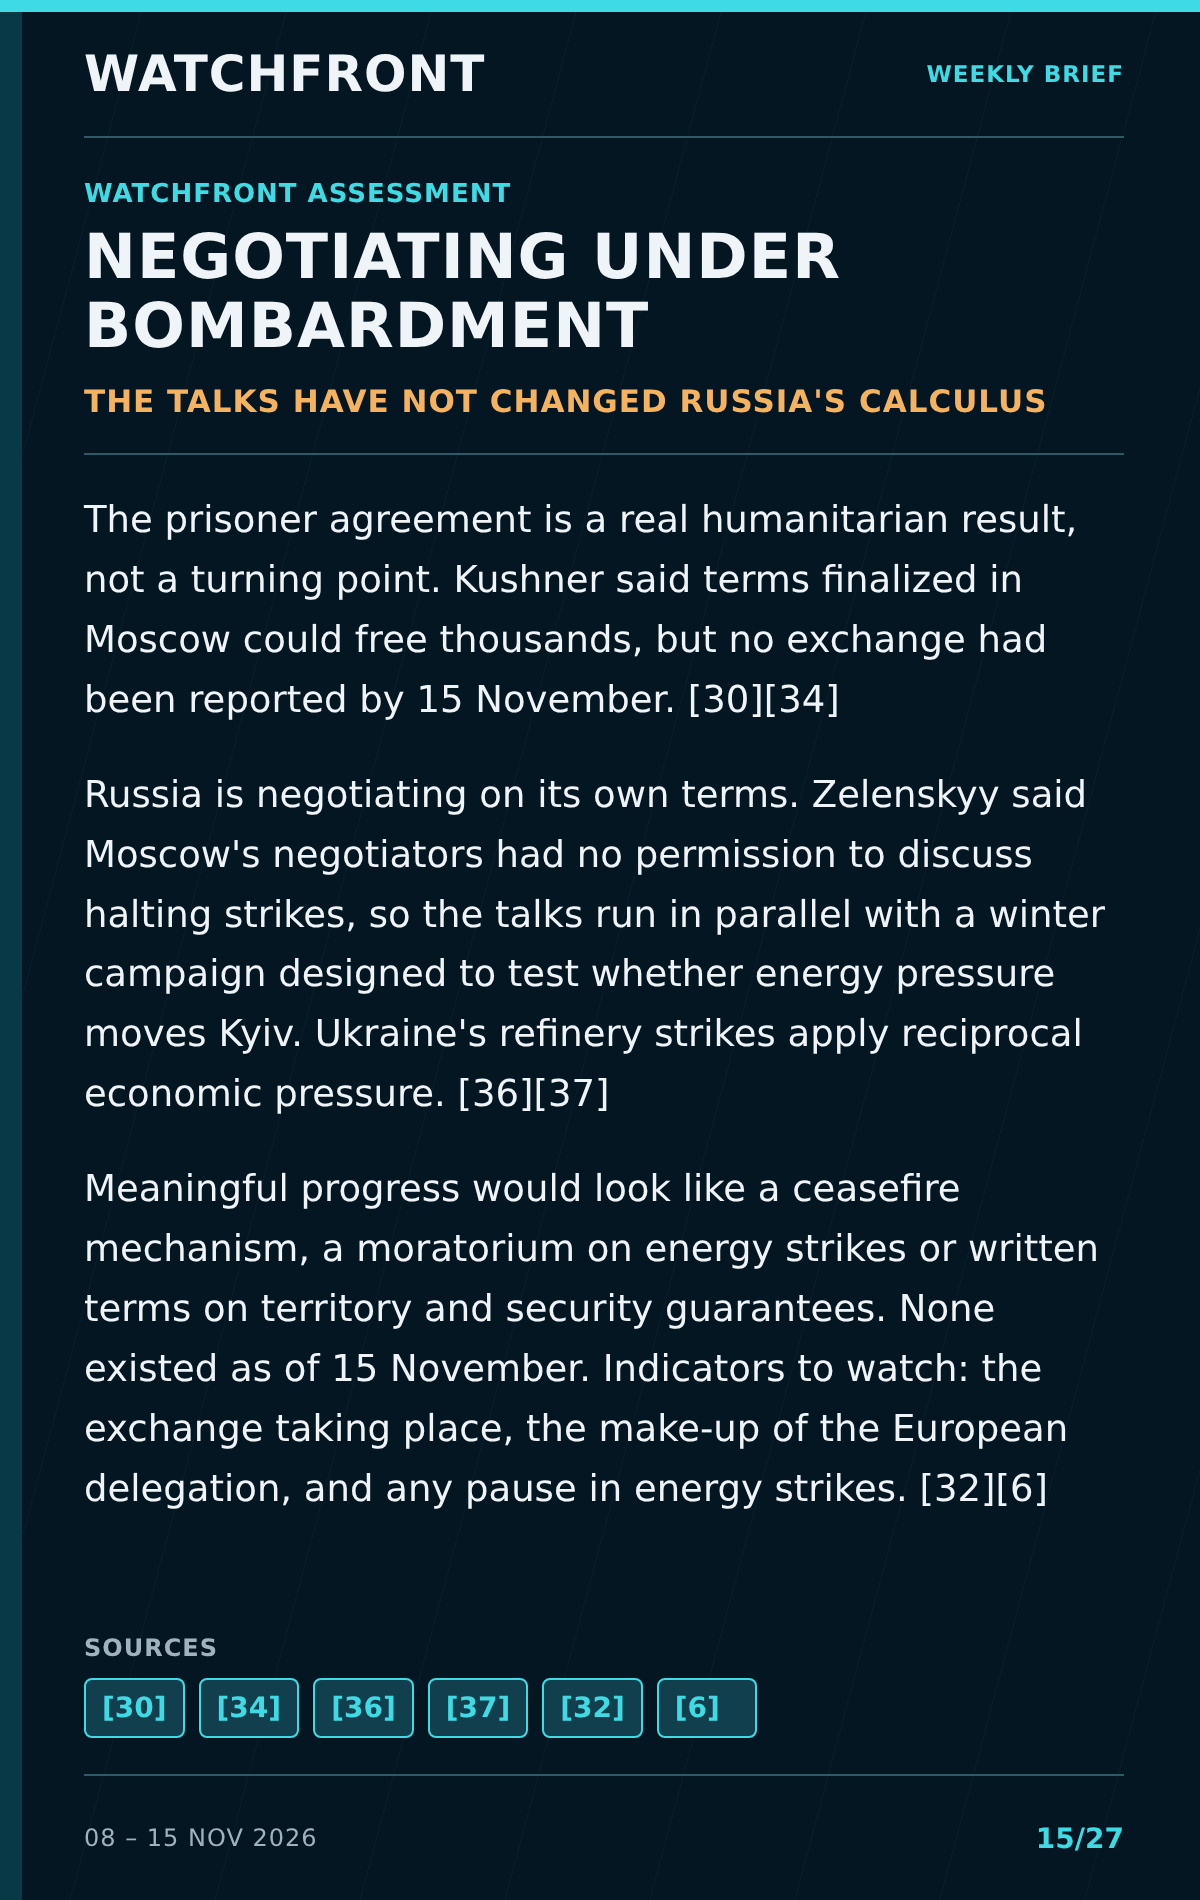 WATCHFRONT
WEEKLY BRIEF
WATCHFRONT ASSESSMENT
NEGOTIATING UNDER
BOMBARDMENT
THE TALKS HAVE NOT CHANGED RUSSIA'S CALCULUS
The prisoner agreement is a real humanitarian result,
not a turning point. Kushner said terms finalized in
Moscow could free thousands, but no exchange had
been reported by 15 November. [30][34]
Russia is negotiating on its own terms. Zelenskyy said
Moscow's negotiators had no permission to discuss
halting strikes, so the talks run in parallel with a winter
campaign designed to test whether energy pressure
moves Kyiv. Ukraine's refinery strikes apply reciprocal
economic pressure. [36][37]
Meaningful progress would look like a ceasefire
mechanism, a moratorium on energy strikes or written
terms on territory and security guarantees. None
existed as of 15 November. Indicators to watch: the
exchange taking place, the make-up of the European
delegation, and any pause in energy strikes. [32][6]
SOURCES
[30] [34] [36] [37] [32] [6]
08 – 15 NOV 2026
15/27